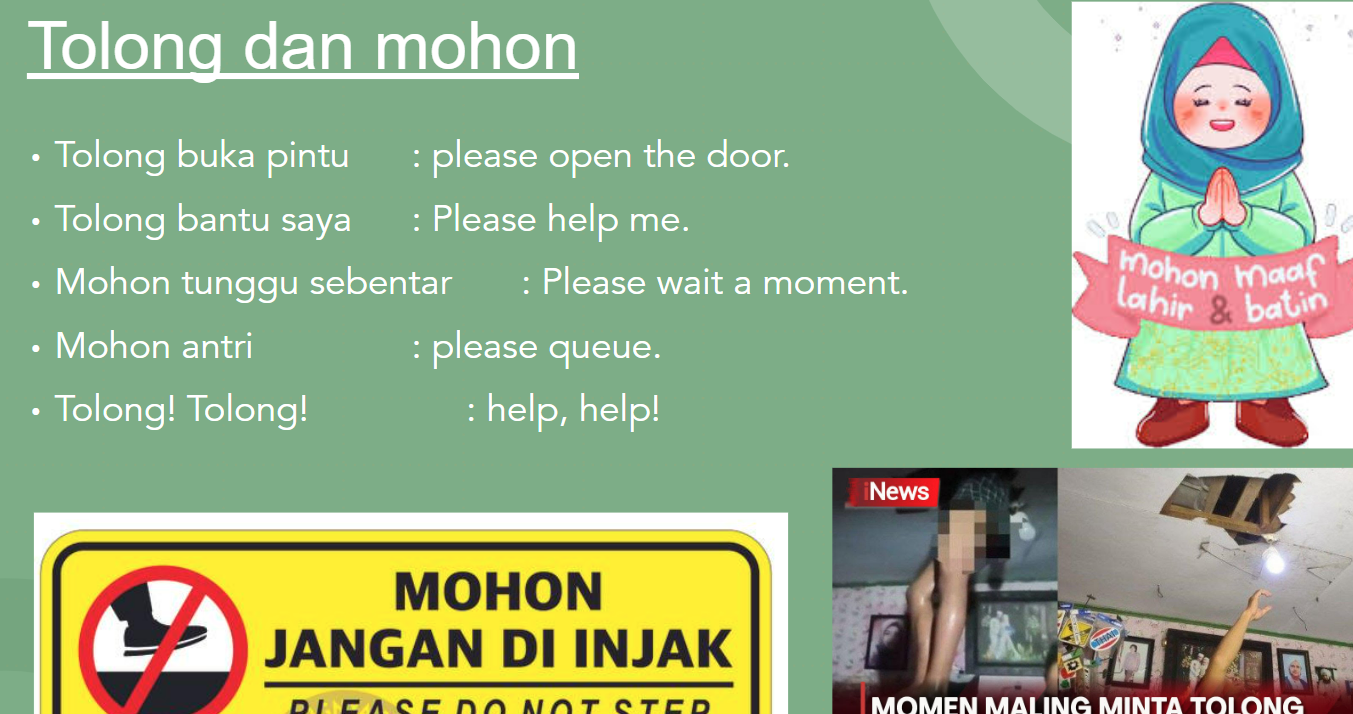 Tolong dan mohon
• Tolong buka pintu : please open the door.
• Tolong bantu saya : Please help me.
• Mohon tunggu sebentar : Please wait a moment.
• Mohon antri : please queue.
• Tolong! Tolong! : help, help!
mohon maaf
lahir & batin
iNews
MOHON
JANGAN DI INJAK
PLEASE DO NOT STEP
MOMEN MALING MINTA TOLONG